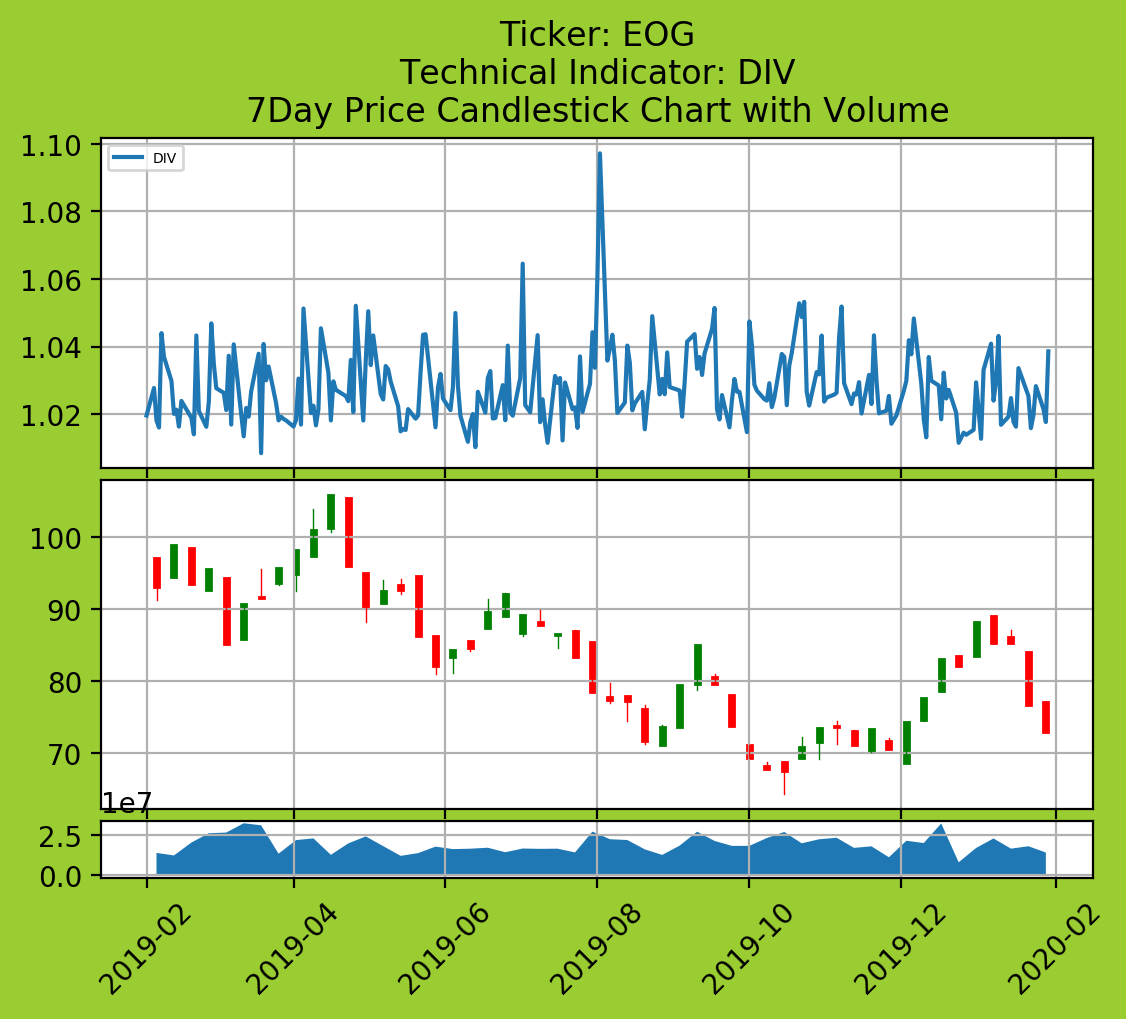 Ticker: EOG
Technical Indicator: DIV
7Day Price Candlestick Chart with Volume
1.10
DIV
1.08
1.06
1.04
1.02
100
90
80
70
1e7
2.5
0.0
2019-02 2019-04 2019-06 2019-08 2019-10 2019-12 2020-02